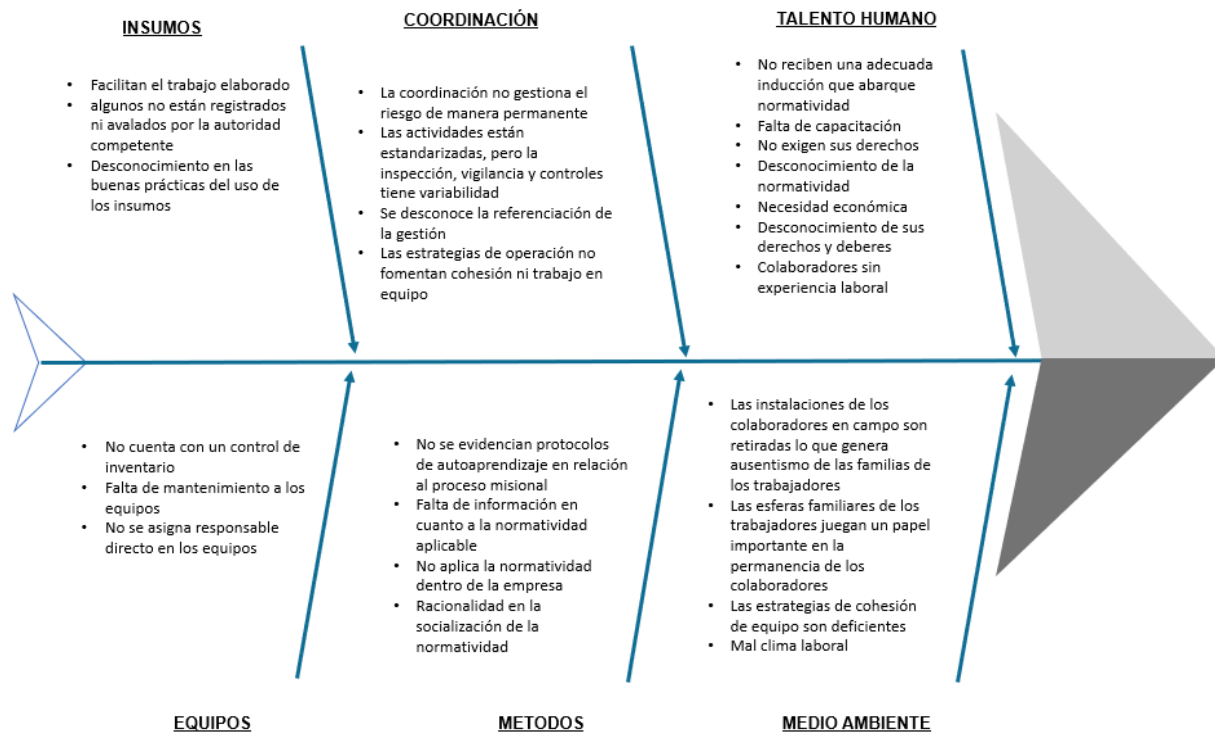 INSUMOS
• Facilitan el trabajo elaborado
• algunos no están registrados
ni avalados por la autoridad
competente
• Desconocimiento en las
buenas prácticas del uso de
los insumos
COORDINACIÓN
• La coordinación no gestiona el
riesgo de manera permanente
• Las actividades están
estandarizadas, pero la
inspección, vigilancia y controles
tiene variabilidad
• Se desconoce la referenciación de
la gestión
• Las estrategias de operación no
fomentan cohesión ni trabajo en
equipo
TALENTO HUMANO
• No reciben una adecuada
inducción que abarque
normatividad
• Falta de capacitación
• No exigen sus derechos
• Desconocimiento de la
normatividad
• Necesidad económica
• Desconocimiento de sus
derechos y deberes
• Colaboradores sin
experiencia laboral
• No cuenta con un control de
inventario
• Falta de mantenimiento a los
equipos
• No se asigna responsable
directo en los equipos
EQUIPOS
• No se evidencian protocolos
de autoaprendizaje en relación
al proceso misional
• Falta de información en
cuanto a la normatividad
aplicable
• No aplica la normatividad
dentro de la empresa
• Racionalidad en la
socialización de la
normatividad
METODOS
• Las instalaciones de los
colaboradores en campo son
retiradas lo que genera
ausentismo de las familias de
los trabajadores
• Las esferas familiares de los
trabajadores juegan un papel
importante en la
permanencia de los
colaboradores
• Las estrategias de cohesión
de equipo son deficientes
• Mal clima laboral
MEDIO AMBIENTE